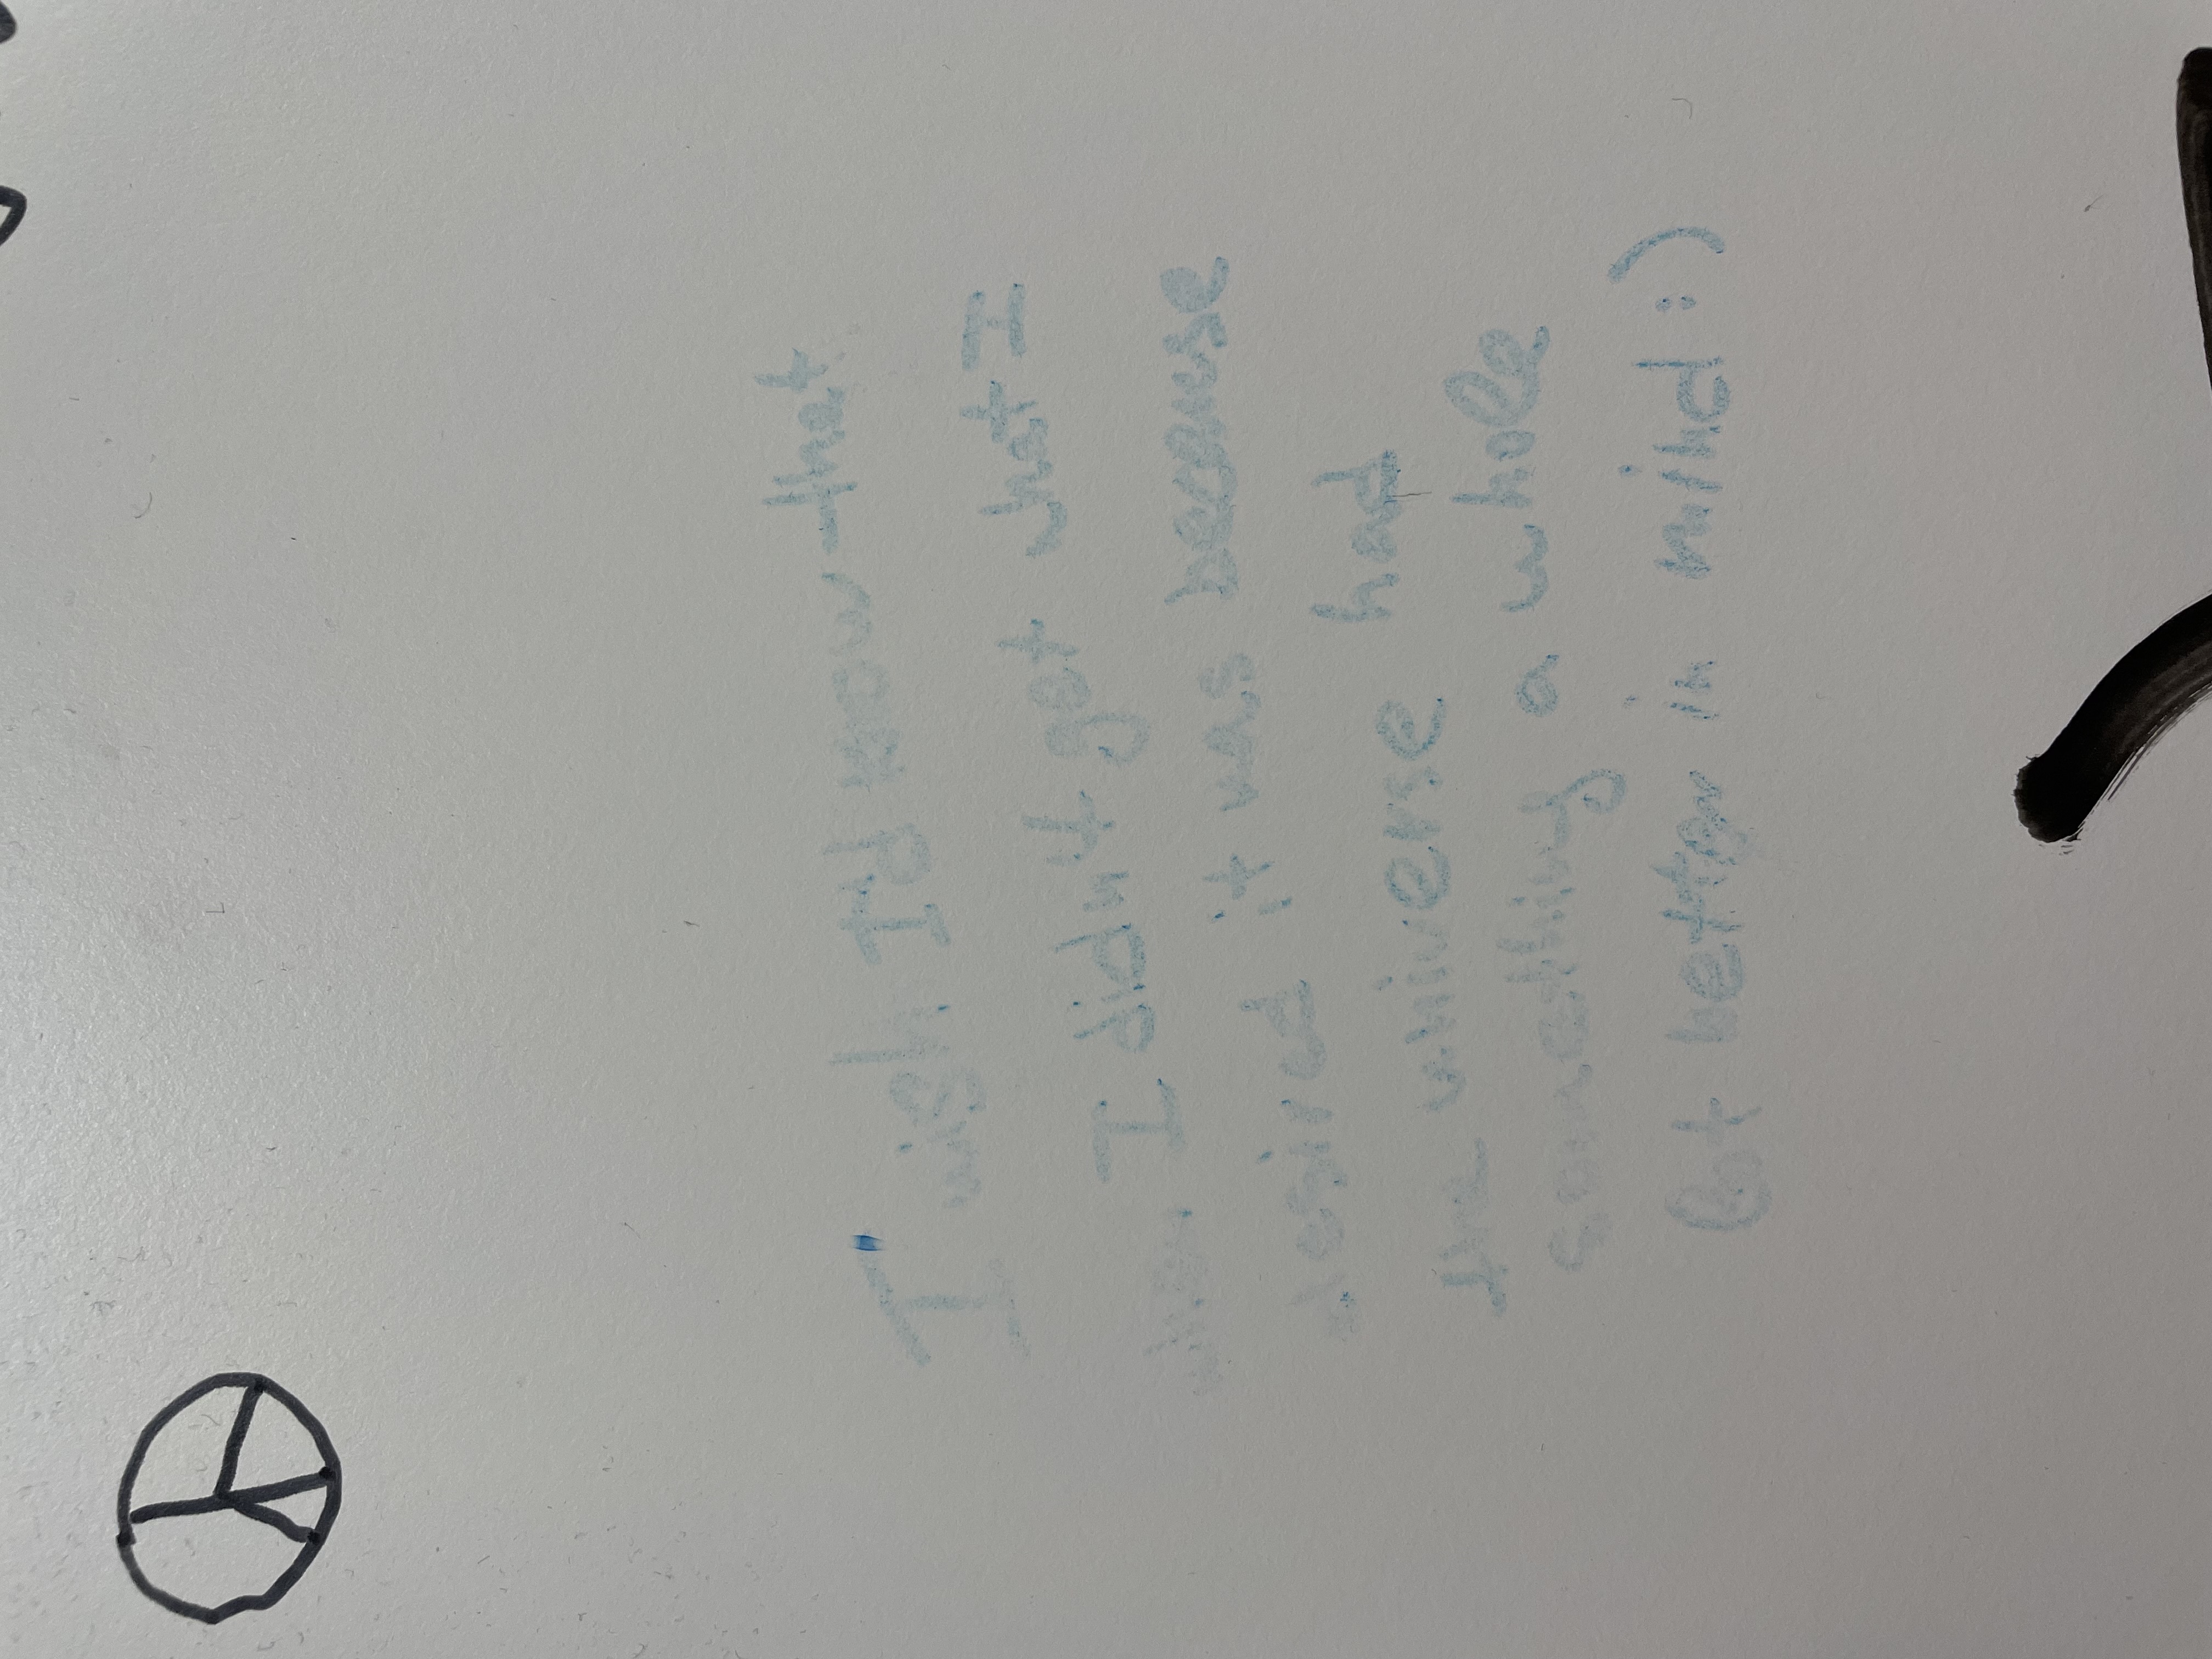 I wish I'd know that
when I didn't get what I
desired it was because
the universe had
something a whole
lot better in mind :)